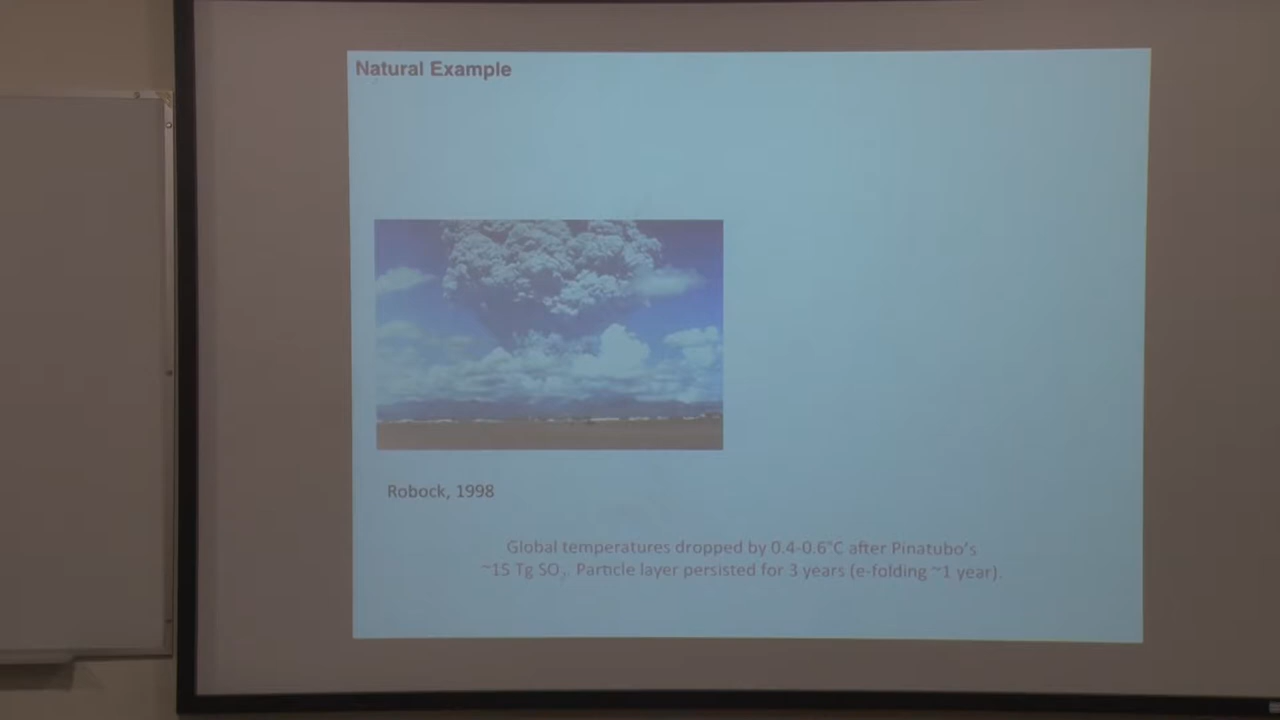 Natural Example
Robock, 1998
Global temperatures dropped by 0.4-0.6°C after Pinatubo's
~15 Tg SO₂. Particle layer persisted for 3 years (e-folding ~1 year).